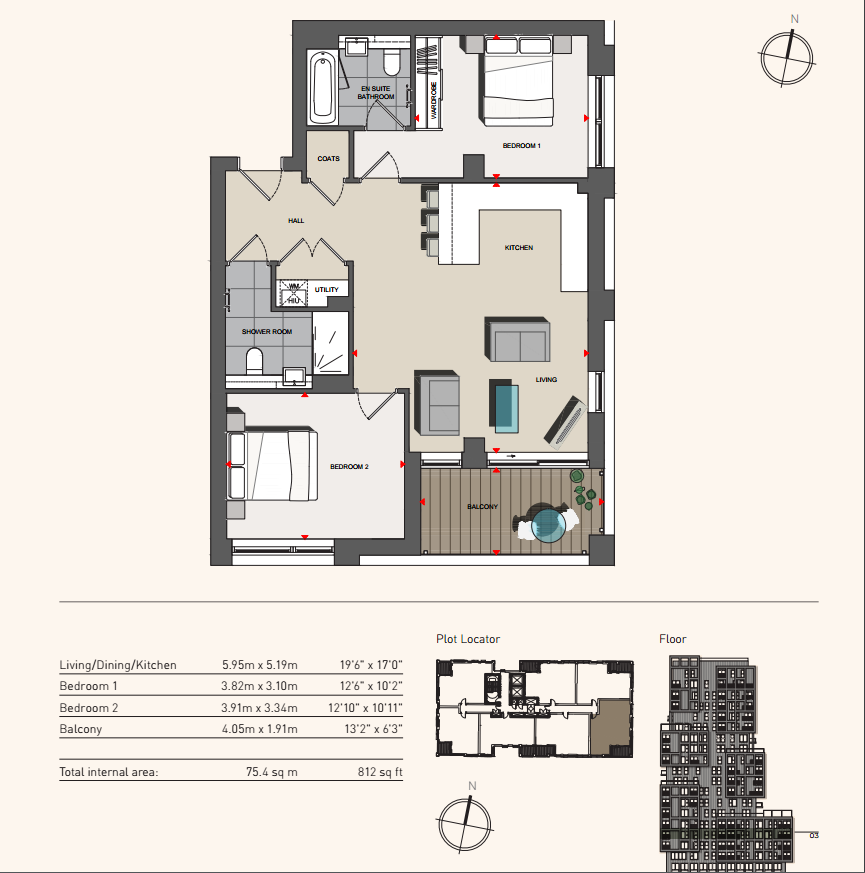 N
EN SUITE
BATHROOM
WARDROBE
BEDROOM 1
COATS
HALL
KITCHEN
WM
HIU
UTILITY
SHOWER ROOM
LIVING
BEDROOM 2
BALCONY
Plot Locator
Floor
Living/Dining/Kitchen 5.95m x 5.19m 19'6" x 17'0"
Bedroom 1 3.82m x 3.10m 12'6" x 10'2"
Bedroom 2 3.91m x 3.34m 12'10" x 10'11"
Balcony 4.05m x 1.91m 13'2" x 6'3"
Total internal area: 75.4 sq m 812 sq ft
N
03